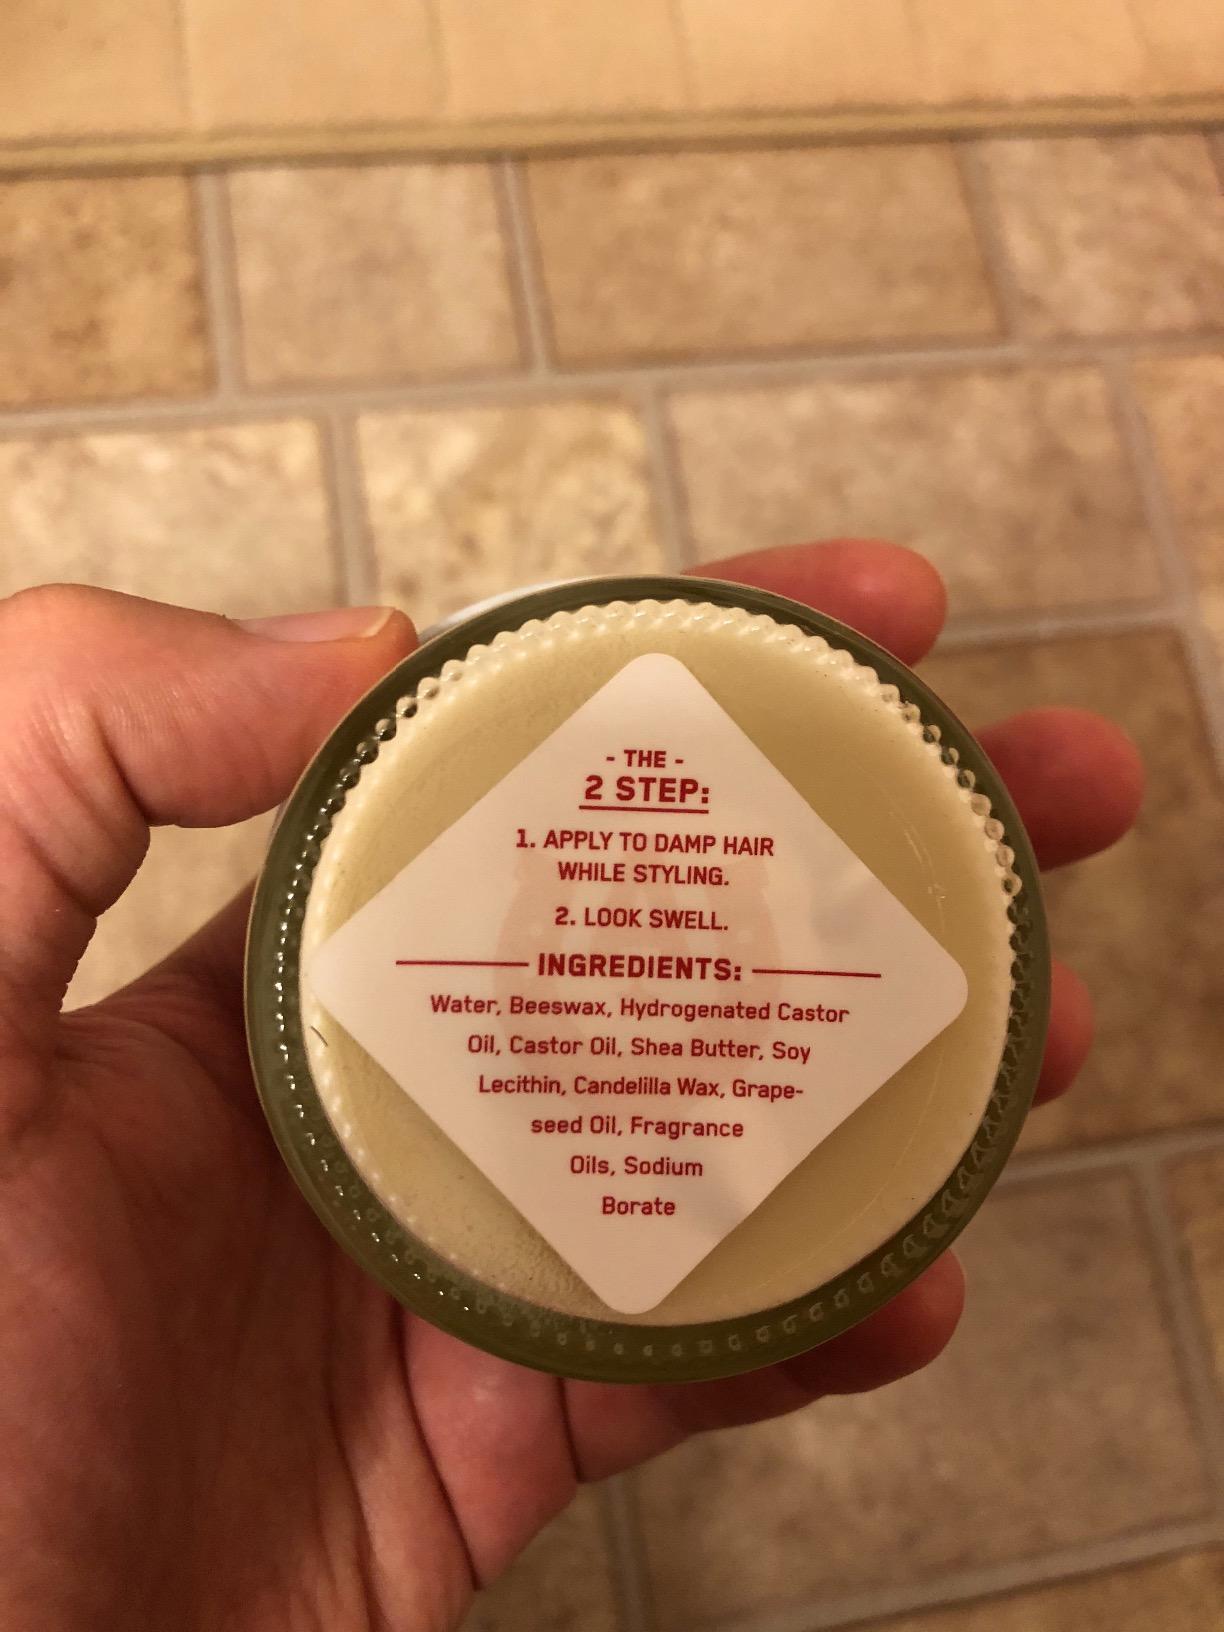 - THE -
2 STEP:
1. APPLY TO DAMP HAIR
WHILE STYLING.
2. LOOK SWELL.
INGREDIENTS:
Water, Beeswax, Hydrogenated Castor
Oil, Castor Oil, Shea Butter, Soy
Lecithin, Candelilla Wax, Grape-
seed Oil, Fragrance
Oils, Sodium
Borate